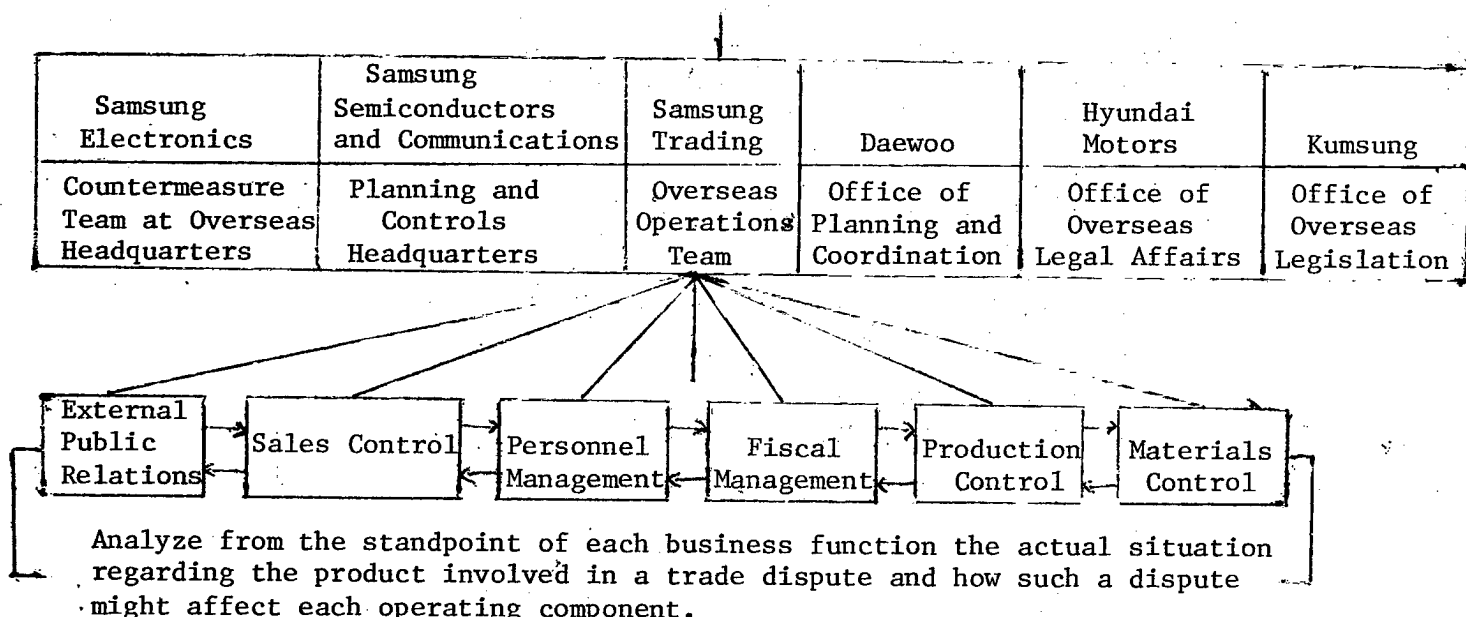 Samsung
Electronics
Samsung
Semiconductors
and Communications
Samsung
Trading
Daewoo
Hyundai
Motors
Kumsung
Countermeasure
Team at Overseas
Headquarters
Planning and
Controls
Headquarters
Overseas
Operations
Team
Office of
Planning and
Coordination
Office of
Overseas
Legal Affairs
Office of
Overseas
Legislation
External
Public
Relations
Sales Control
Personnel
Management
Fiscal
Management
Production
Control
Materials
Control
Analyze from the standpoint of each business function the actual situation
regarding the product involved in a trade dispute and how such a dispute
might affect each operating component.